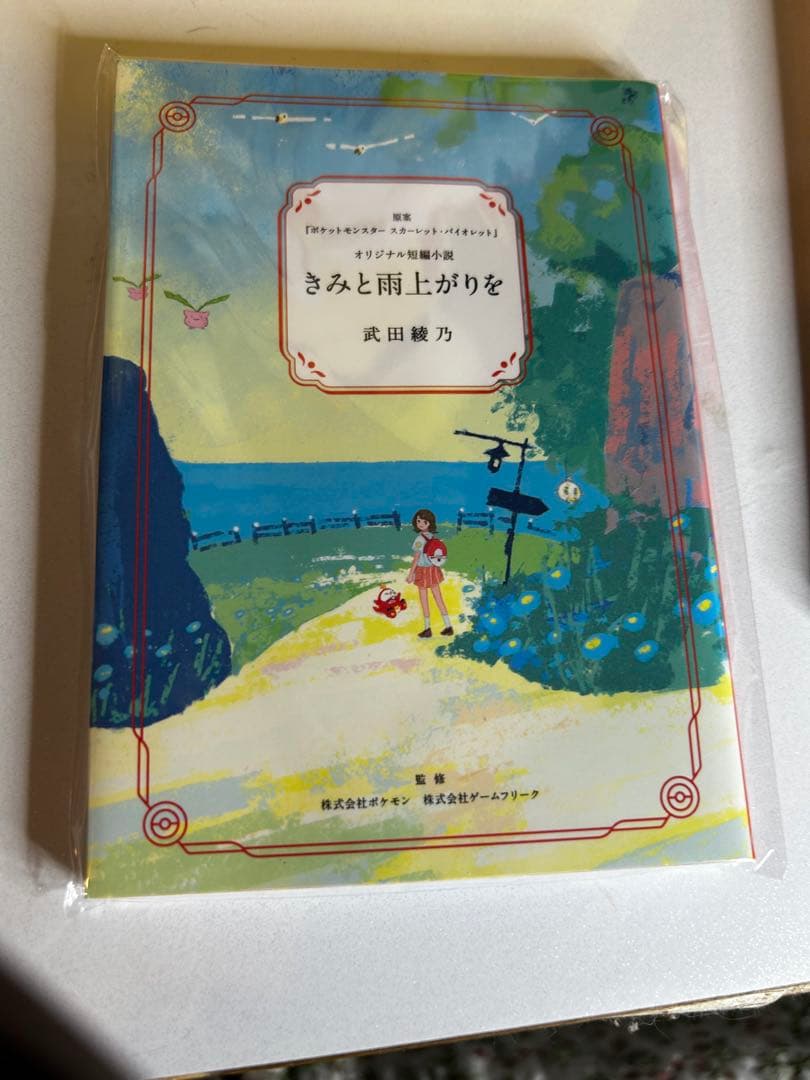 原案
『ポケットモンスター スカーレット・バイオレット』
オリジナル短編小説
きみと雨上がりを
武田綾乃
監修
株式会社ポケモン 株式会社ゲームフリーク